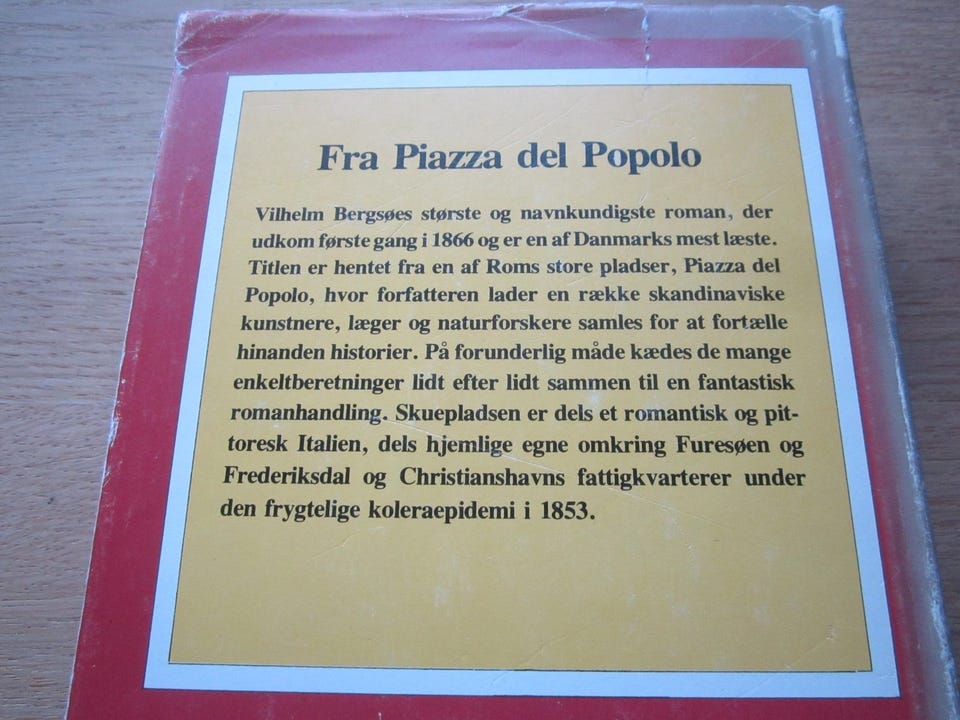 Fra Piazza del Popolo
Vilhelm Bergsøes største og navnkundigste roman, der
udkom første gang i 1866 og er en af Danmarks mest læste.
Titlen er hentet fra en af Roms store pladser, Piazza del
Popolo, hvor forfatteren lader en række skandinaviske
kunstnere, læger og naturforskere samles for at fortælle
hinanden historier. På forunderlig måde kædes de mange
enkeltberetninger lidt efter lidt sammen til en fantastisk
romanhandling. Skuepladsen er dels et romantisk og pit-
toresk Italien, dels hjemlige egne omkring Furesøen og
Frederiksdal og Christianshavns fattigkvarterer under
den frygtelige koleraepidemi i 1853.